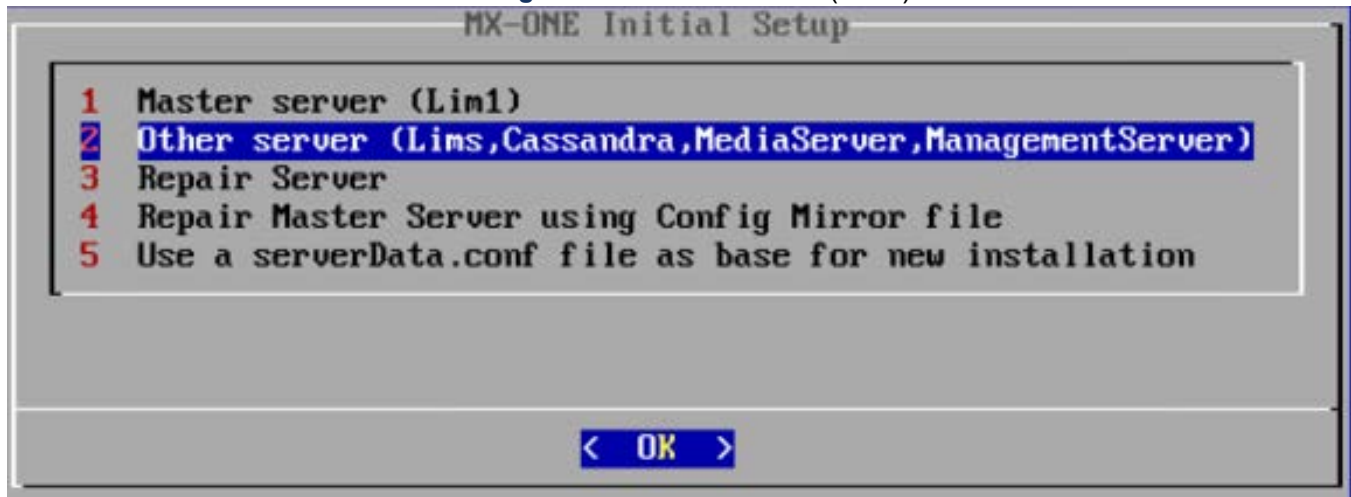 MX-ONE Initial Setup
1 Master server (Lim1)
2 Other server (Lims,Cassandra,MediaServer,ManagementServer)
3 Repair Server
4 Repair Master Server using Config Mirror file
5 Use a serverData.conf file as base for new installation
< OK >